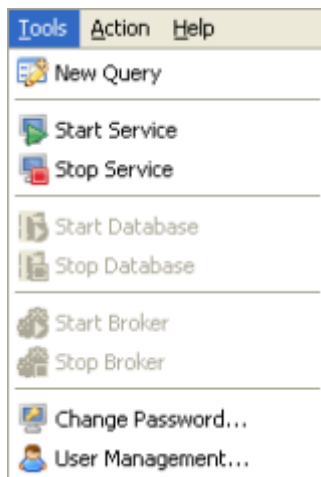 Tools Action Help
New Query
Start Service
Stop Service
Start Database
Stop Database
Start Broker
Stop Broker
Change Password...
User Management...